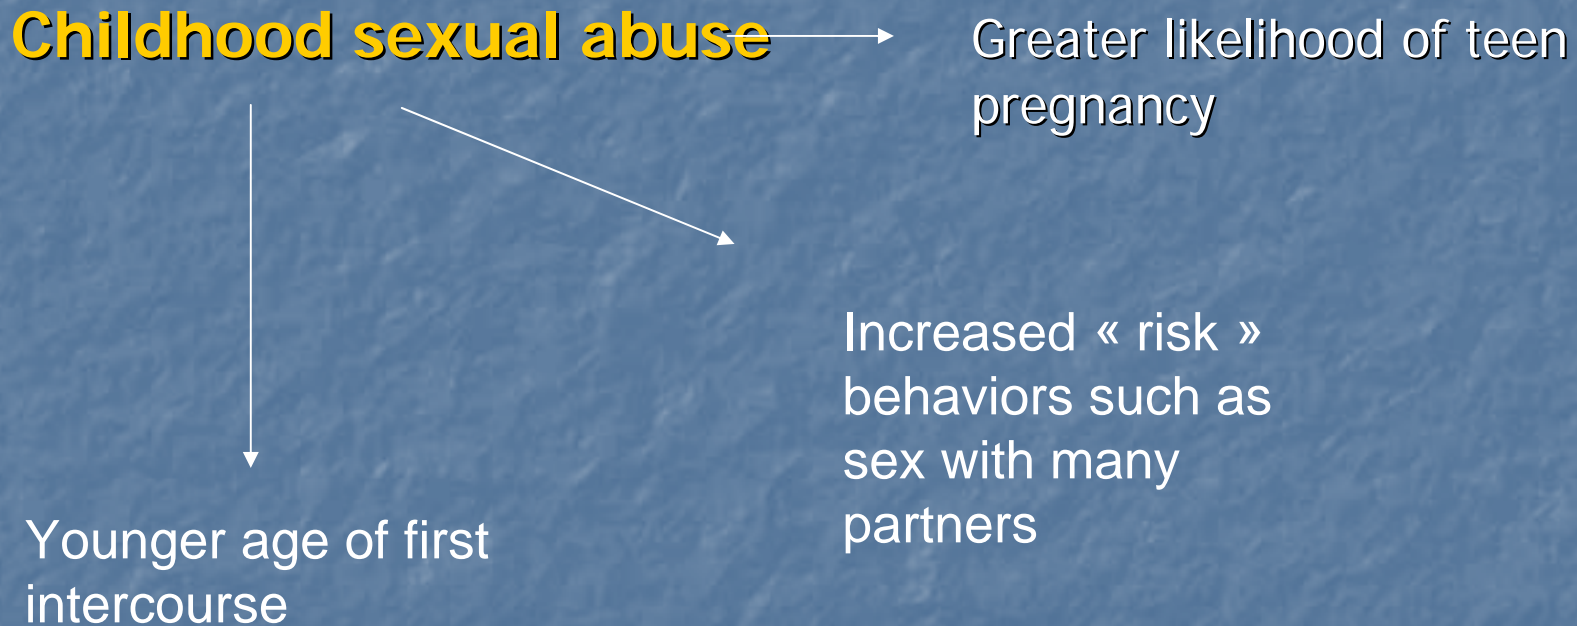 Childhood sexual abuse
Greater likelihood of teen
pregnancy
Increased « risk »
behaviors such as
sex with many
partners
Younger age of first
intercourse